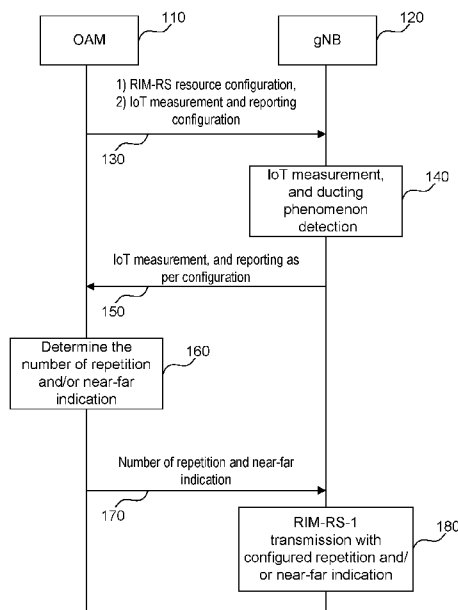 110
120
OAM
gNB
1) RIM-RS resource configuration,
2) IoT measurement and reporting
configuration
130
IoT measurement,
and ducting
phenomenon
detection
140
IoT measurement, and reporting as
per configuration
150
Determine the
number of repetition
and/or near-far
indication
160
Number of repetition and near-far
indication
170
RIM-RS-1
transmission with
configured repetition and/
or near-far indication
180